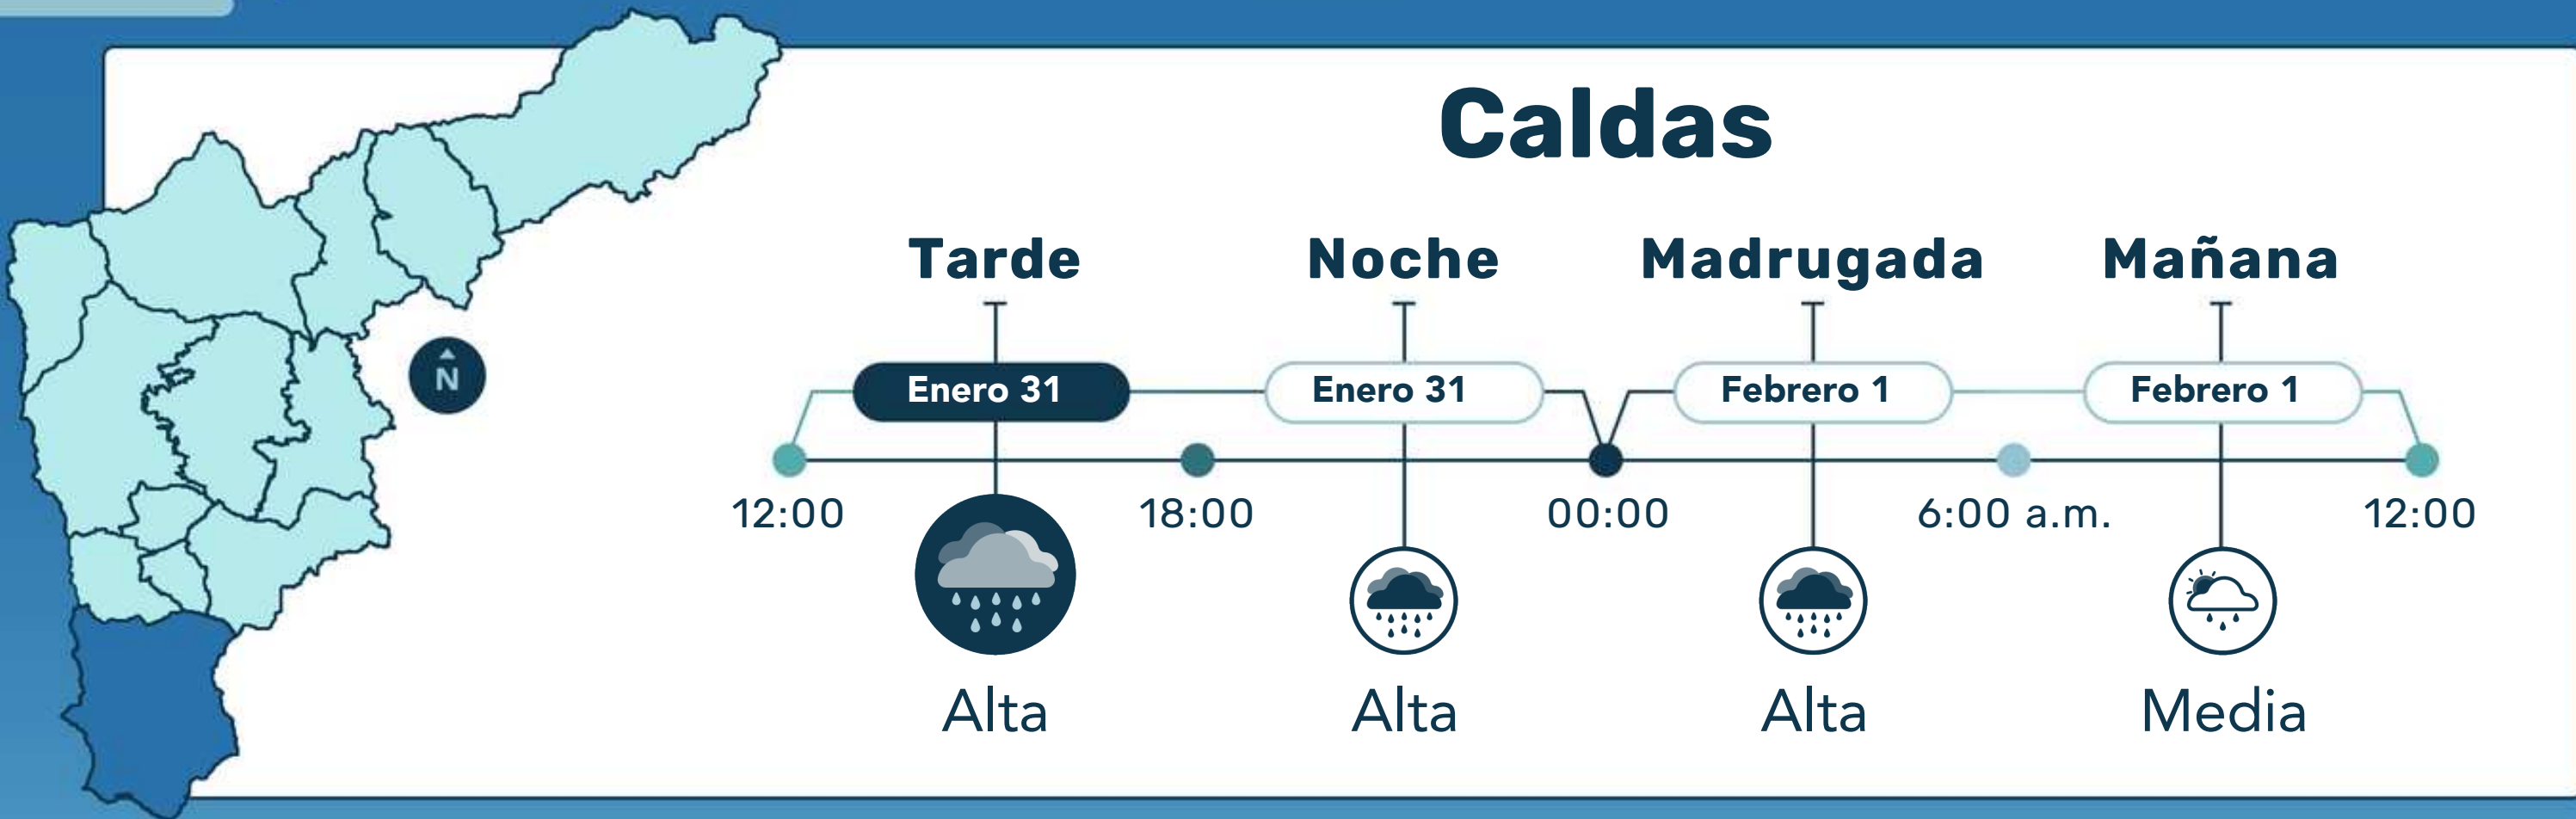 Caldas
Tarde Noche Madrugada Mañana
Enero 31 Enero 31 Febrero 1 Febrero 1
N
12:00 18:00 00:00 6:00 a.m. 12:00
Alta Alta Alta Media